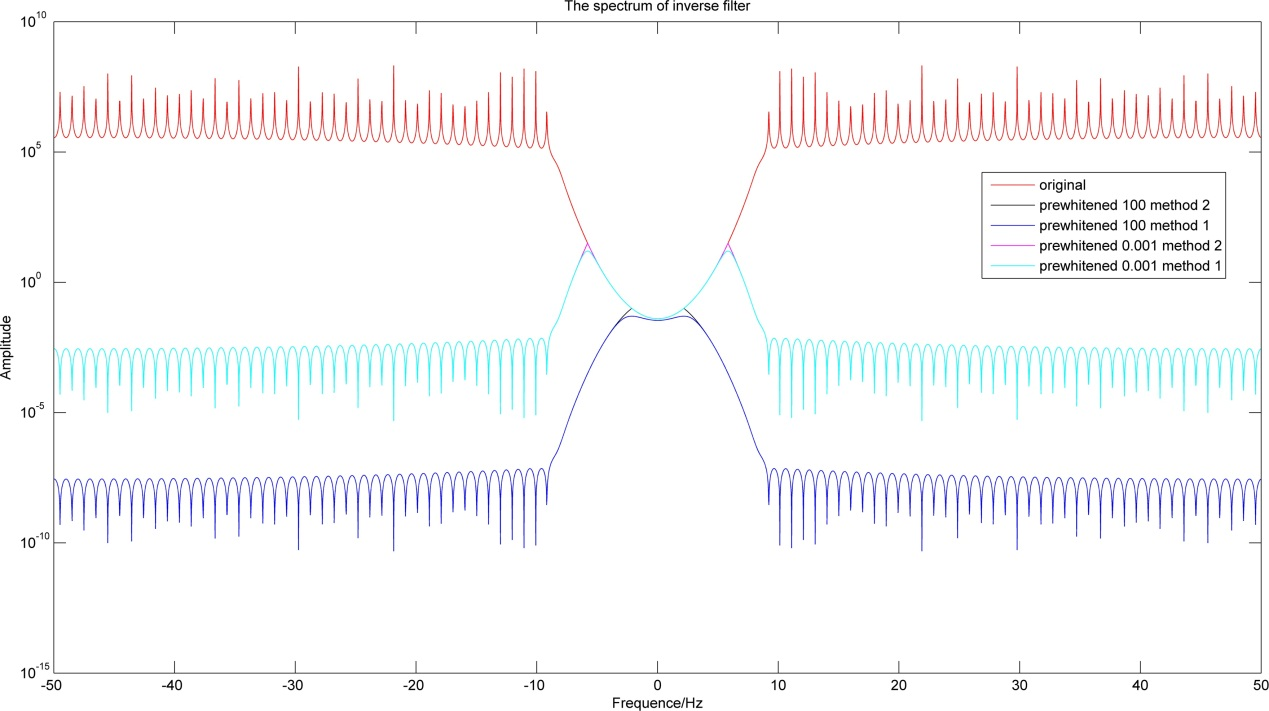 The spectrum of inverse filter
10^10
10^5
10^0
10^-5
10^-10
10^-15
Amplitude
original
prewhitened 100 method 2
prewhitened 100 method 1
prewhitened 0.001 method 2
prewhitened 0.001 method 1
-50 -40 -30 -20 -10 0 10 20 30 40 50
Frequence/Hz